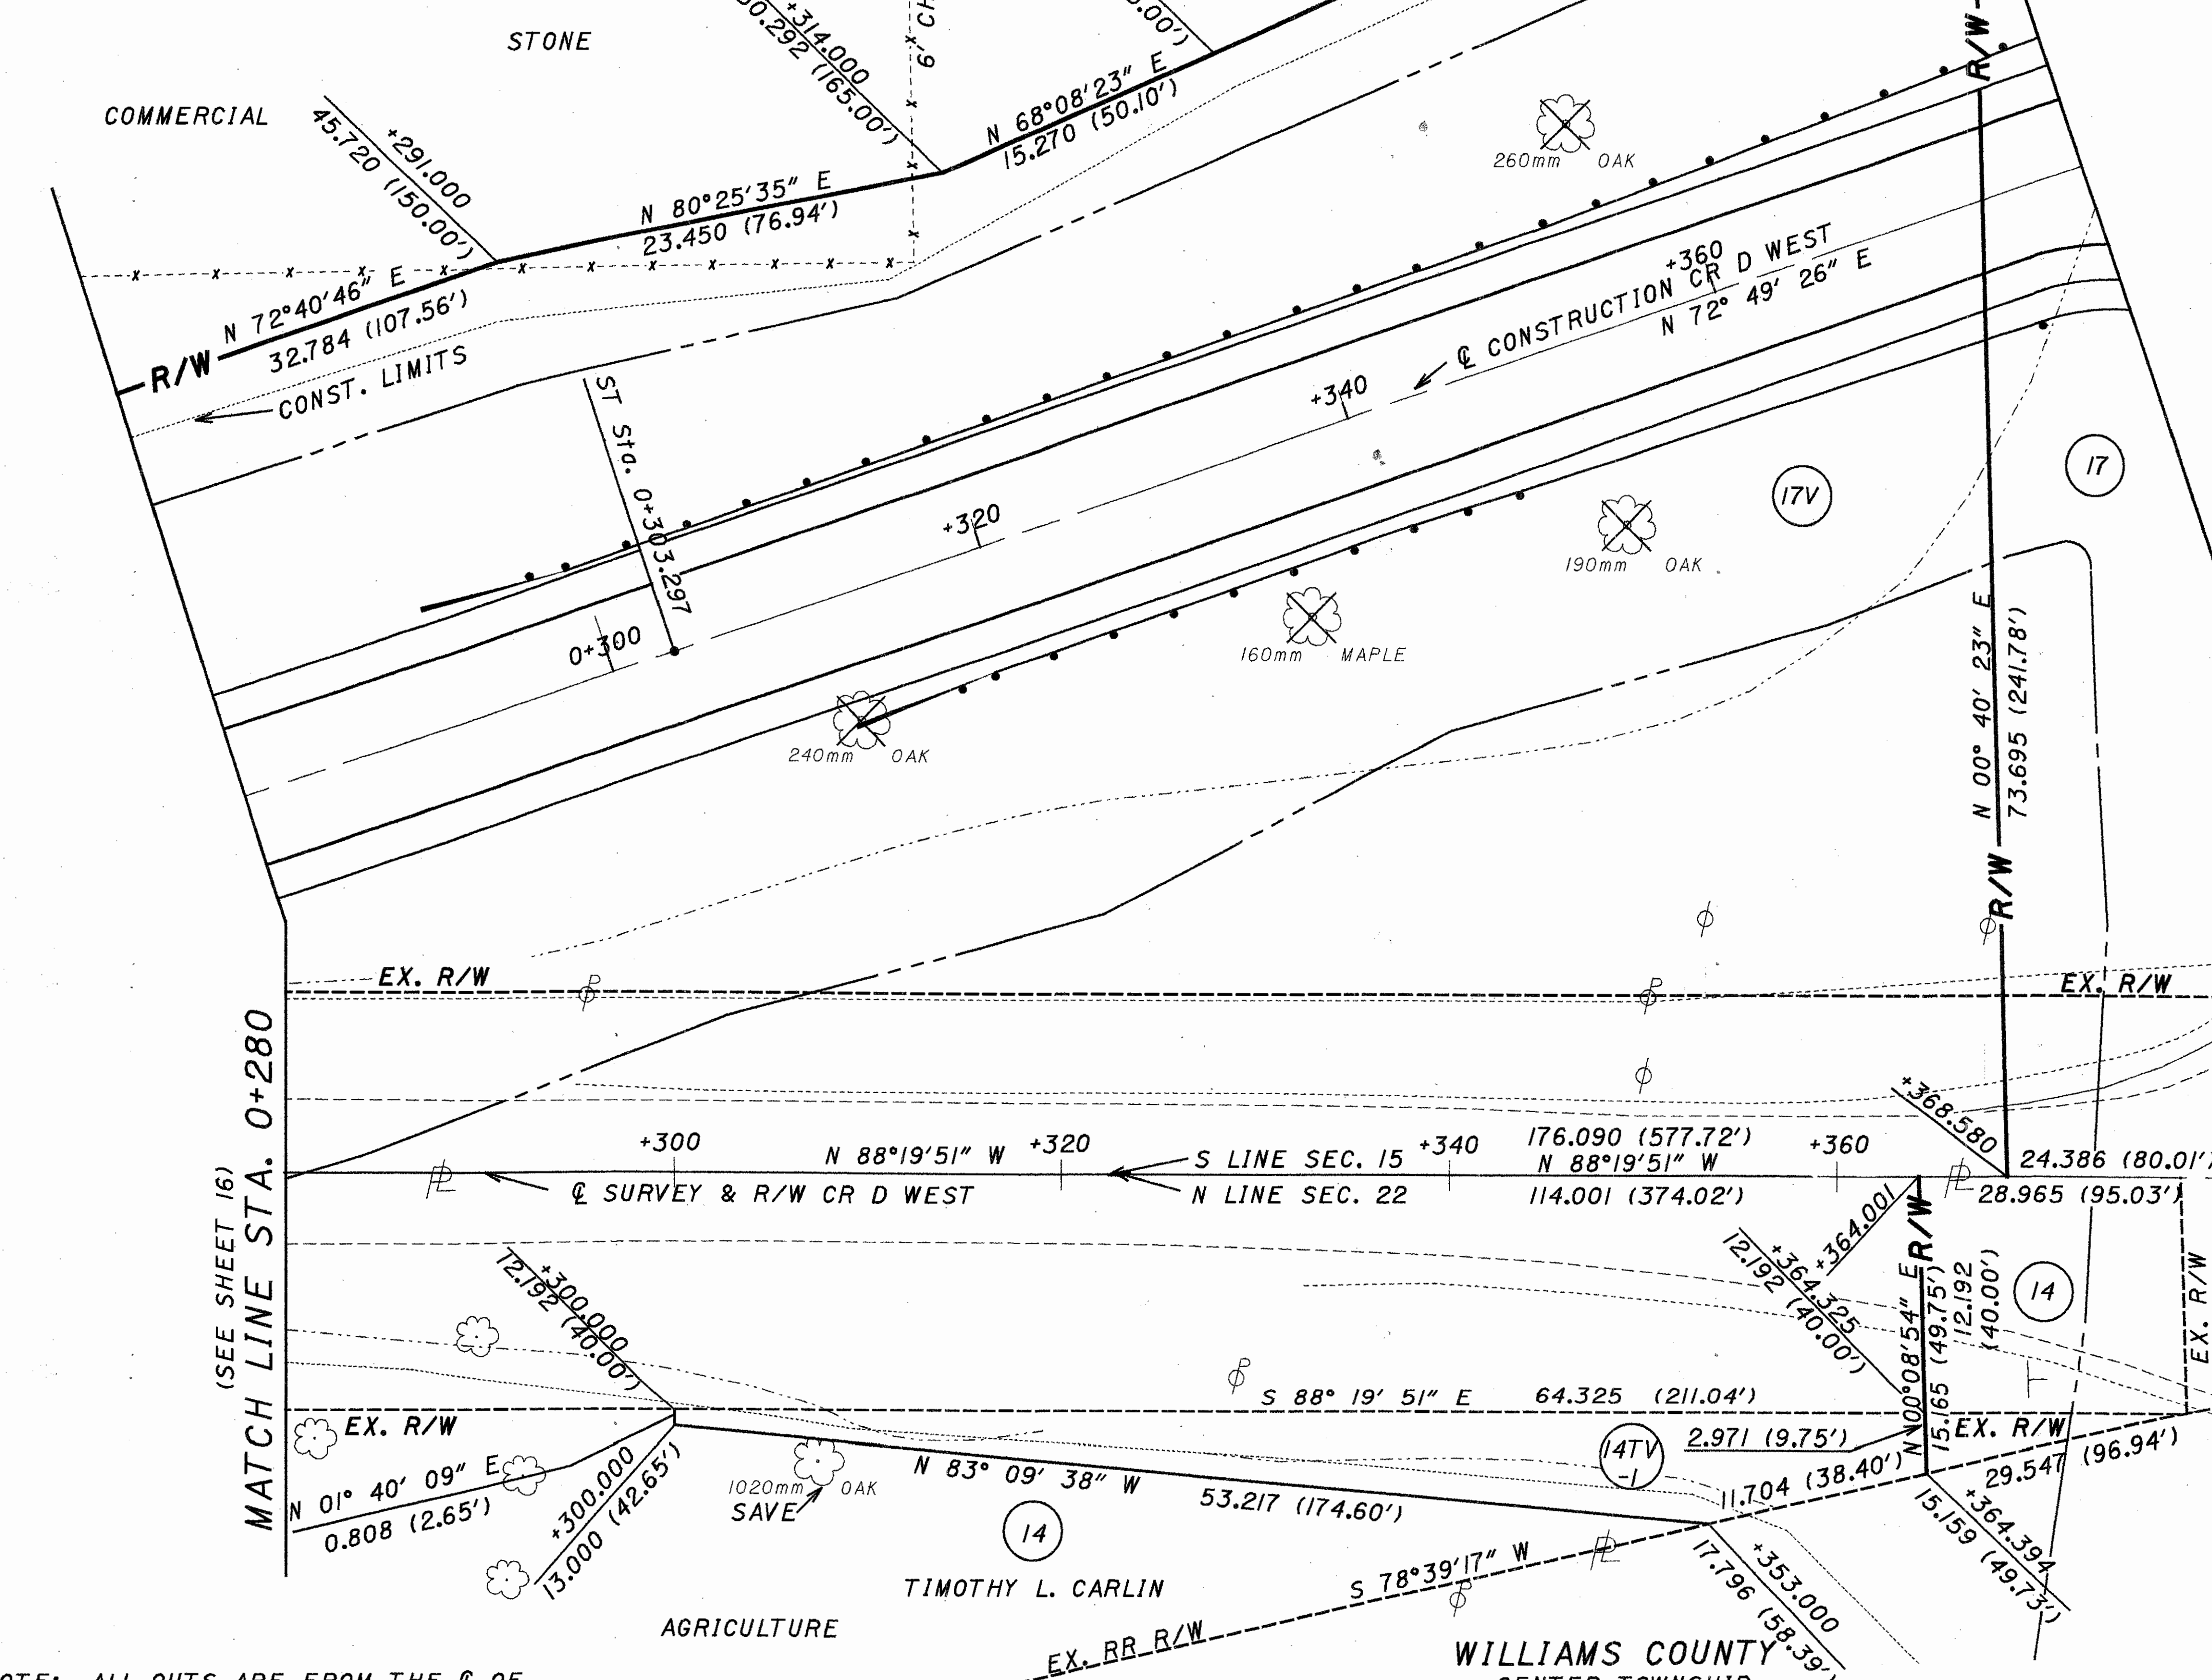 STONE
COMMERCIAL
+291.000
45.720 (150.00')
+314.000
50.292 (165.00')
6' CH
N 68°08'23" E
15.270 (50.10')
N 80°25'35" E
23.450 (76.94')
N 72°40'46" E
32.784 (107.56')
R/W
CONST. LIMITS
R/W
260mm OAK
+360
℄ CONSTRUCTION CR D WEST
N 72° 49' 26" E
+340
+320
0+300
ST Sta. 0+303.297
17V
17
190mm OAK
160mm MAPLE
240mm OAK
N 00° 40' 23" E
73.695 (241.78')
R/W
EX. R/W
EX. R/W
MATCH LINE STA. 0+280
(SEE SHEET 16)
+300
N 88°19'51" W
+320
S LINE SEC. 15
+340
176.090 (577.72')
N 88°19'51" W
+360
+368.580
24.386 (80.01')
℄ SURVEY & R/W CR D WEST
N LINE SEC. 22
114.001 (374.02')
28.965 (95.03')
+364.001
R/W
+364.325
12.192 (40.00')
N 00°08'54" E
15.165 (49.75')
12.192
(40.00')
14
EX. R/W
+300.000
12.192 (40.00')
S 88° 19' 51" E 64.325 (211.04')
EX. R/W
EX. R/W
14TV
-1
2.971 (9.75')
N 01° 40' 09" E
0.808 (2.65')
+300.000
13.000 (42.65')
1020mm OAK
SAVE
N 83° 09' 38" W
53.217 (174.60')
11.704 (38.40')
29.547 (96.94')
+364.394
15.159 (49.73')
14
TIMOTHY L. CARLIN
AGRICULTURE
S 78°39'17" W
EX. RR R/W
+353.000
17.796 (58.39')
WILLIAMS COUNTY
CENTER TOWNSHIP